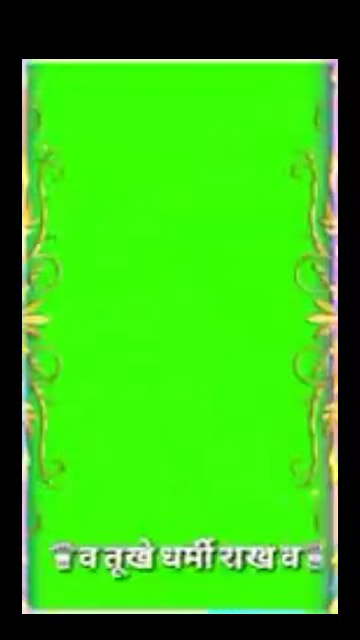 व तूखे धर्मी राख व